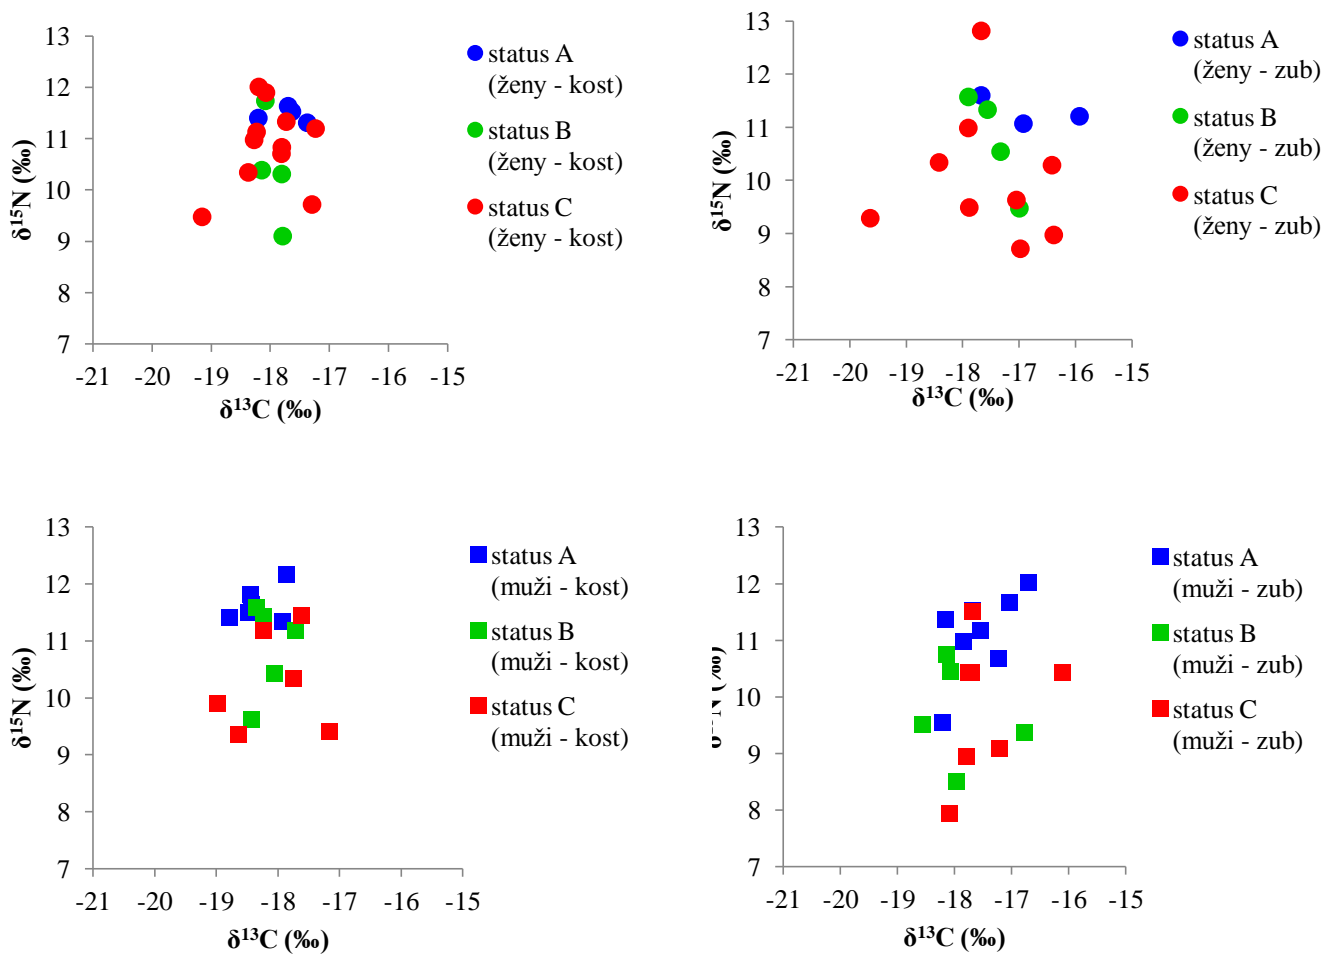 13
12
11
10
9
8
7
-21 -20 -19 -18 -17 -16 -15
δ¹⁵N (‰)
δ¹³C (‰)
status A
(ženy - kost)
status B
(ženy - kost)
status C
(ženy - kost)
13
12
11
10
9
8
7
-21 -20 -19 -18 -17 -16 -15
δ¹⁵N (‰)
δ¹³C (‰)
status A
(ženy - zub)
status B
(ženy - zub)
status C
(ženy - zub)
13
12
11
10
9
8
7
-21 -20 -19 -18 -17 -16 -15
δ¹⁵N (‰)
δ¹³C (‰)
status A
(muži - kost)
status B
(muži - kost)
status C
(muži - kost)
13
12
11
10
9
8
7
-21 -20 -19 -18 -17 -16 -15
N (‰)
δ¹³C (‰)
status A
(muži - zub)
status B
(muži - zub)
status C
(muži - zub)